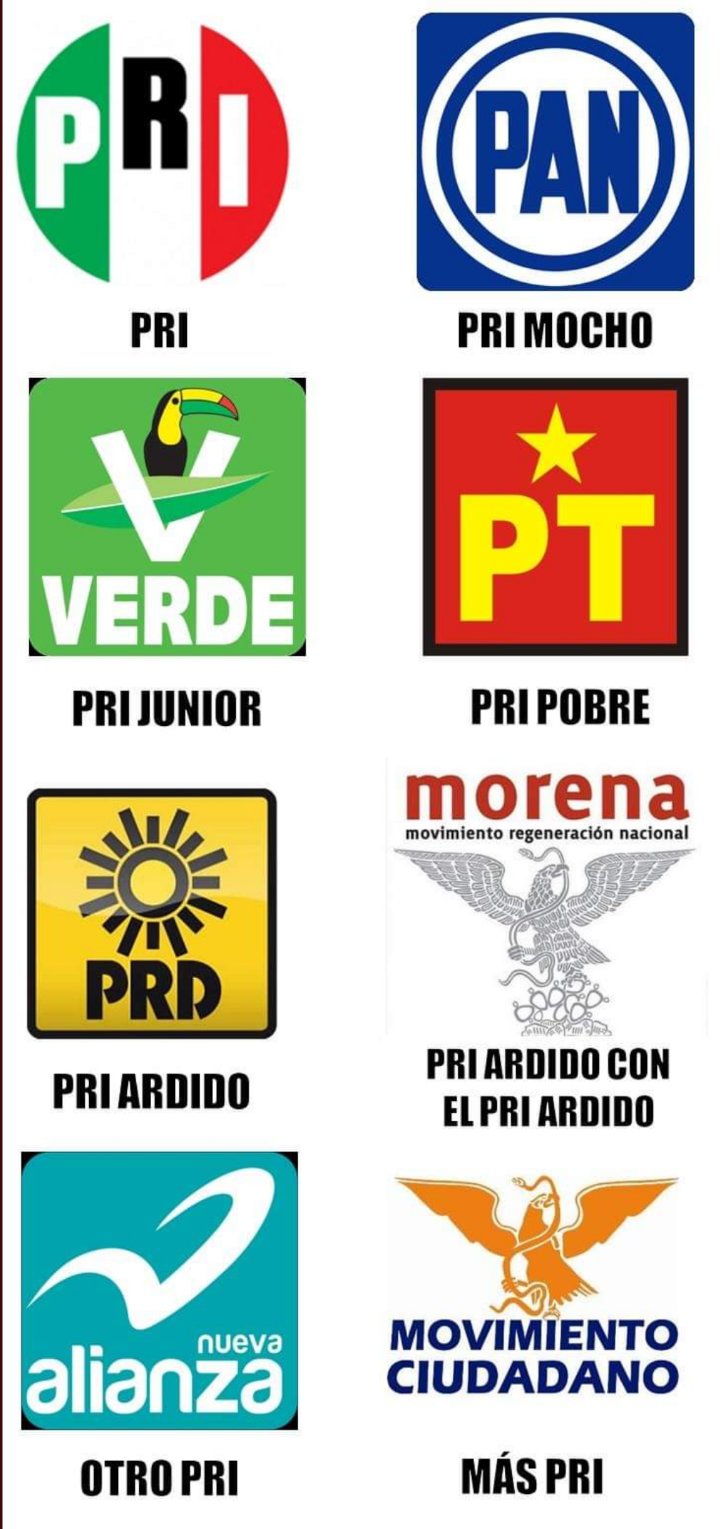 PRI
PAN
PRI
PRI MOCHO
V
VERDE
PT
PRI JUNIOR
PRI POBRE
PRD
morena
movimiento regeneración nacional
PRI ARDIDO
PRI ARDIDO CON
EL PRI ARDIDO
nueva
alianza
MOVIMIENTO
CIUDADANO
OTRO PRI
MÁS PRI